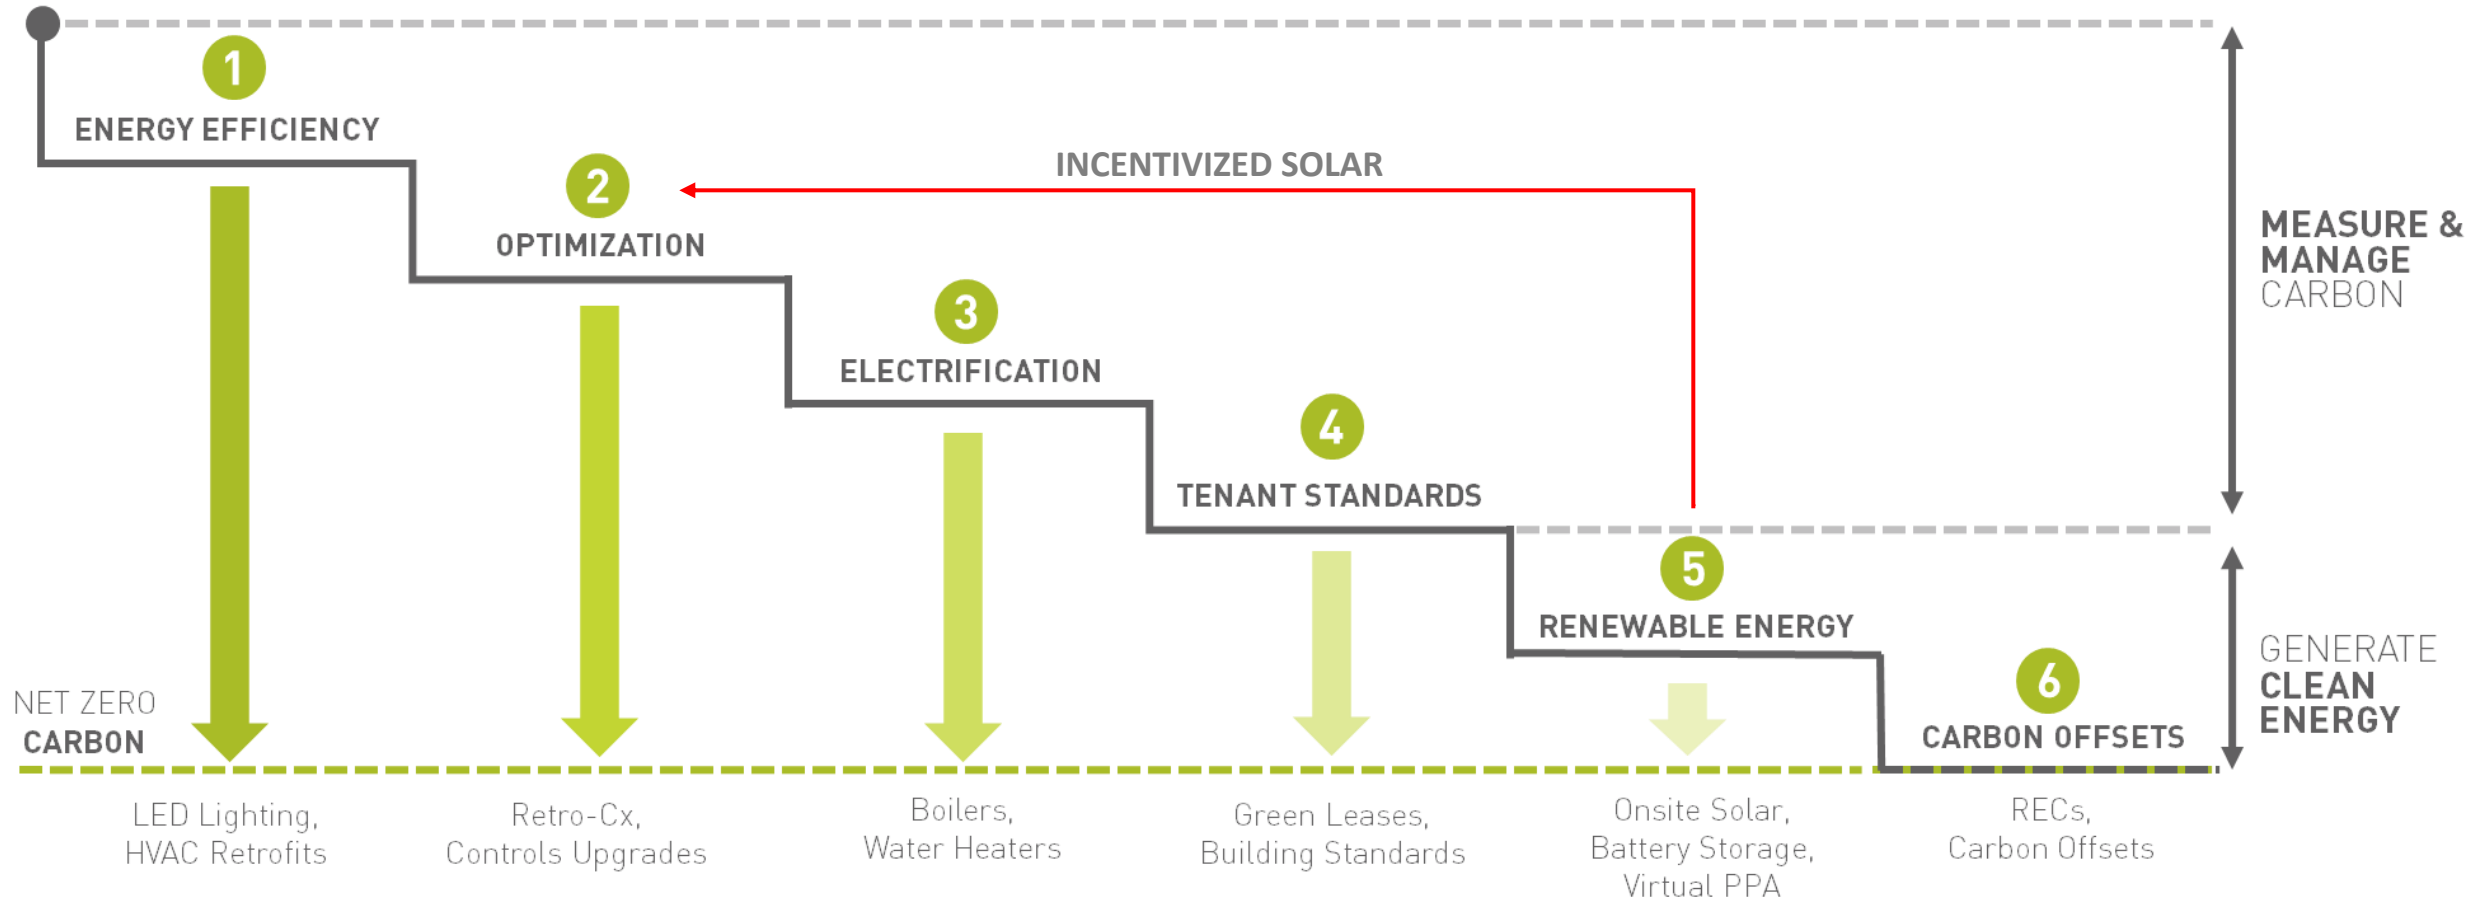 1
ENERGY EFFICIENCY
2
OPTIMIZATION
INCENTIVIZED SOLAR
3
ELECTRIFICATION
4
TENANT STANDARDS
5
RENEWABLE ENERGY
6
CARBON OFFSETS
MEASURE &
MANAGE
CARBON
GENERATE
CLEAN
ENERGY
NET ZERO
CARBON
LED Lighting,
HVAC Retrofits
Retro-Cx,
Controls Upgrades
Boilers,
Water Heaters
Green Leases,
Building Standards
Onsite Solar,
Battery Storage,
Virtual PPA
RECs,
Carbon Offsets